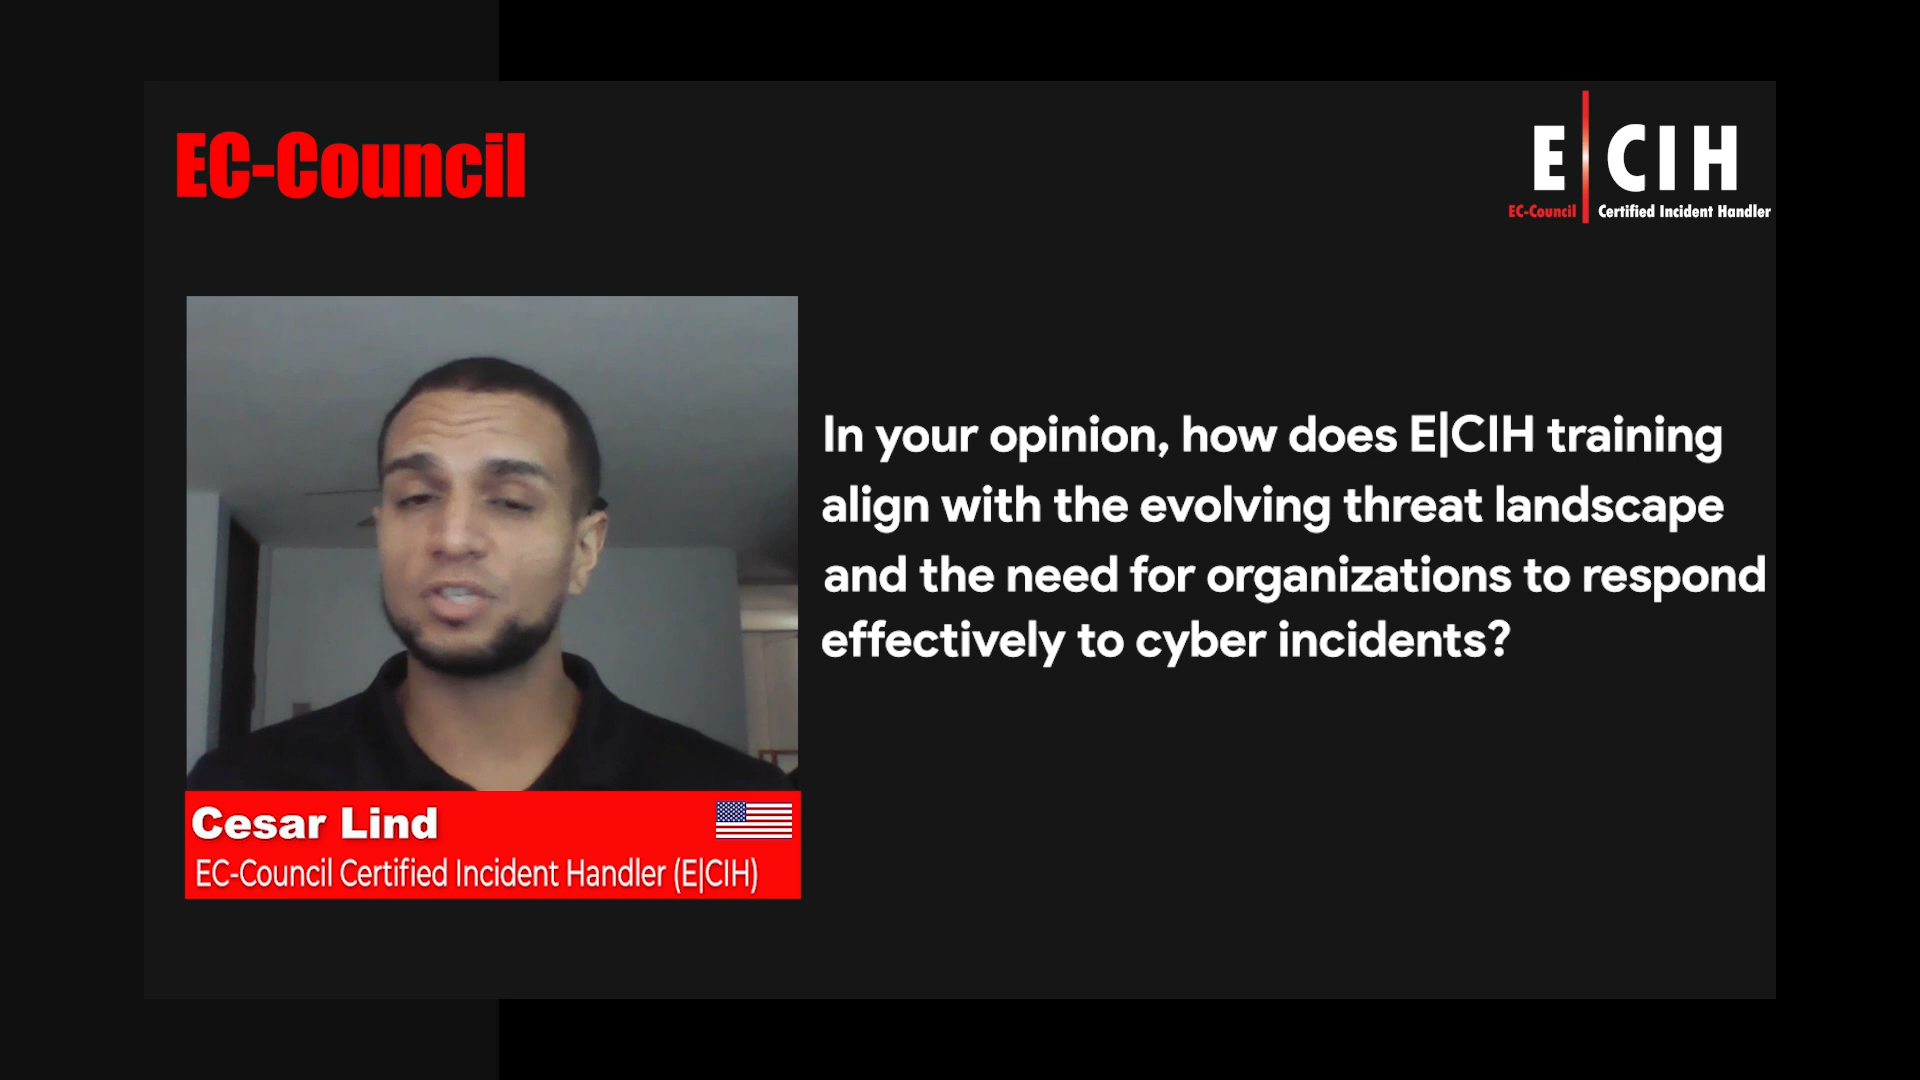 EC-Council
E|CIH
EC-Council Certified Incident Handler
In your opinion, how does E|CIH training
align with the evolving threat landscape
and the need for organizations to respond
effectively to cyber incidents?
Cesar Lind
EC-Council Certified Incident Handler (E|CIH)